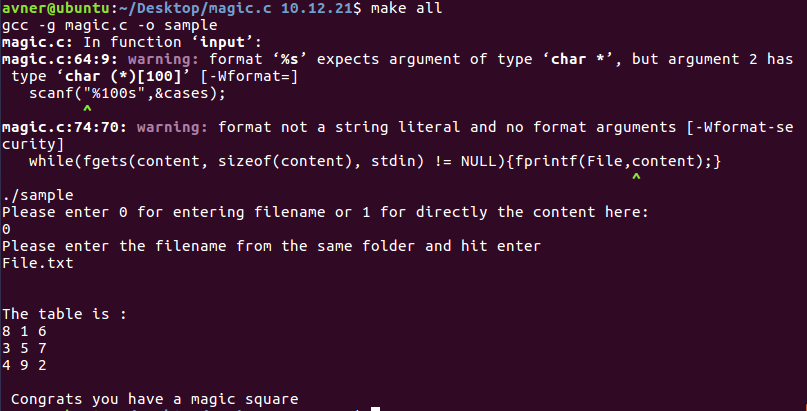 avner@ubuntu:~/Desktop/magic.c 10.12.21$ make all
gcc -g magic.c -o sample
magic.c: In function ‘input’:
magic.c:64:9: warning: format ‘%s’ expects argument of type ‘char *’, but argument 2 has
 type ‘char (*)[100]’ [-Wformat=]
   scanf("%100s",&cases);
         ^
magic.c:74:70: warning: format not a string literal and no format arguments [-Wformat-se
curity]
   while(fgets(content, sizeof(content), stdin) != NULL){fprintf(File,content);}
                                                                      ^
./sample
Please enter 0 for entering filename or 1 for directly the content here:
0
Please enter the filename from the same folder and hit enter
File.txt


The table is :
8 1 6
3 5 7
4 9 2

 Congrats you have a magic square